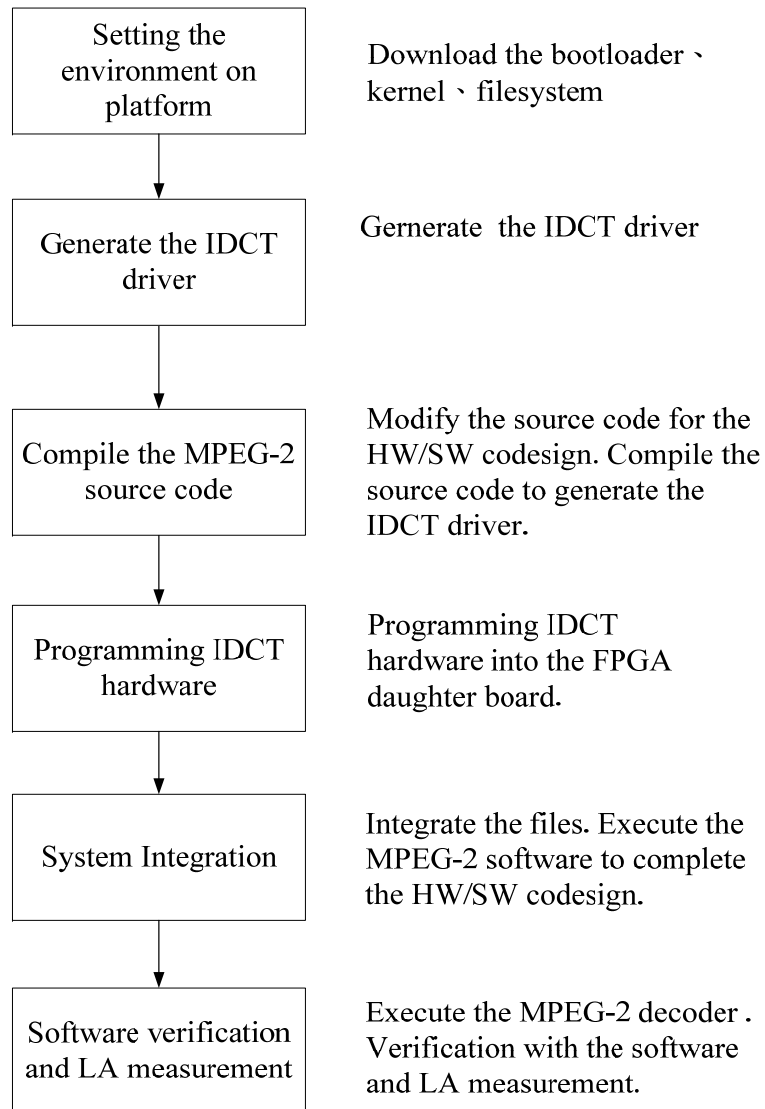 Setting the
environment on
platform
Download the bootloader、
kernel、filesystem
Generate the IDCT
driver
Gernerate the IDCT driver
Compile the MPEG-2
source code
Modify the source code for the
HW/SW codesign. Compile the
source code to generate the
IDCT driver.
Programming IDCT
hardware
Programming IDCT
hardware into the FPGA
daughter board.
System Integration
Integrate the files. Execute the
MPEG-2 software to complete
the HW/SW codesign.
Software verification
and LA measurement
Execute the MPEG-2 decoder .
Verification with the software
and LA measurement.